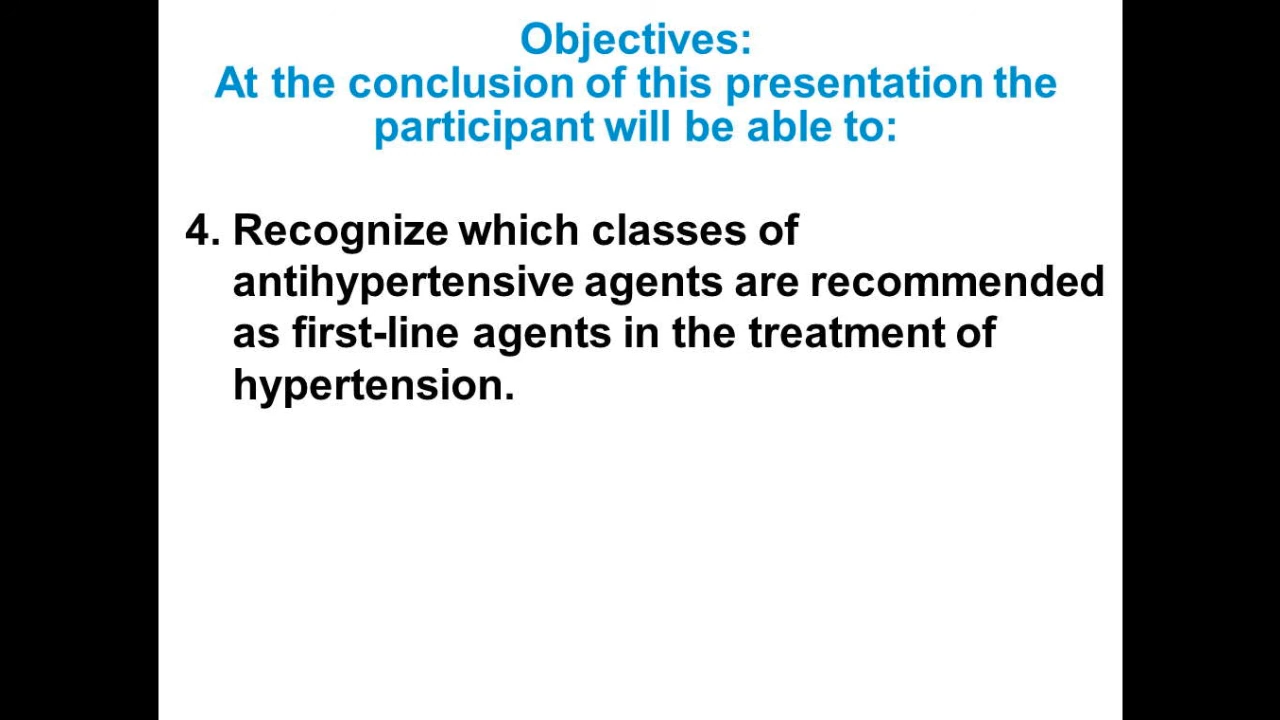 Objectives:
At the conclusion of this presentation the
participant will be able to:
4. Recognize which classes of
antihypertensive agents are recommended
as first-line agents in the treatment of
hypertension.